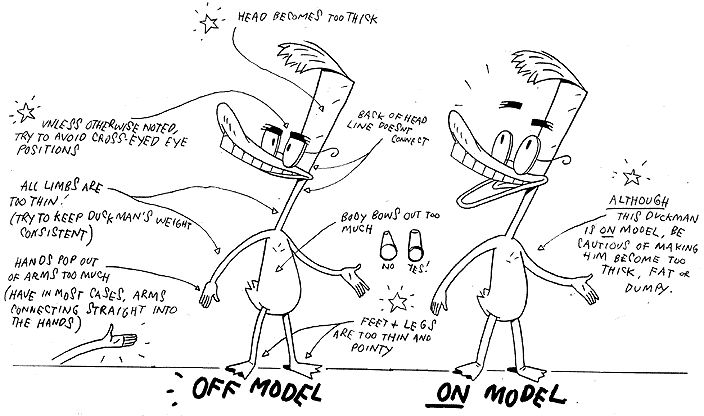 HEAD BECOMES TOO THICK
UNLESS OTHERWISE NOTED,
TRY TO AVOID CROSS-EYED EYE
POSITIONS
BACK OF HEAD
LINE DOESNT
CONNECT
ALL LIMBS ARE
TOO THIN!
(TRY TO KEEP DUCKMAN'S WEIGHT
CONSISTENT)
BODY BOWS OUT TOO
MUCH
NO YES!
HANDS POP OUT
OF ARMS TOO MUCH
(HAVE IN MOST CASES, ARMS
CONNECTING STRAIGHT INTO
THE HANDS)
FEET + LEGS
ARE TOO THIN AND
POINTY
ALTHOUGH
THIS DUCKMAN
IS ON MODEL, BE
CAUTIOUS OF MAKING
HIM BECOME TOO
THICK, FAT OR
DUMPY.
OFF MODEL
ON MODEL